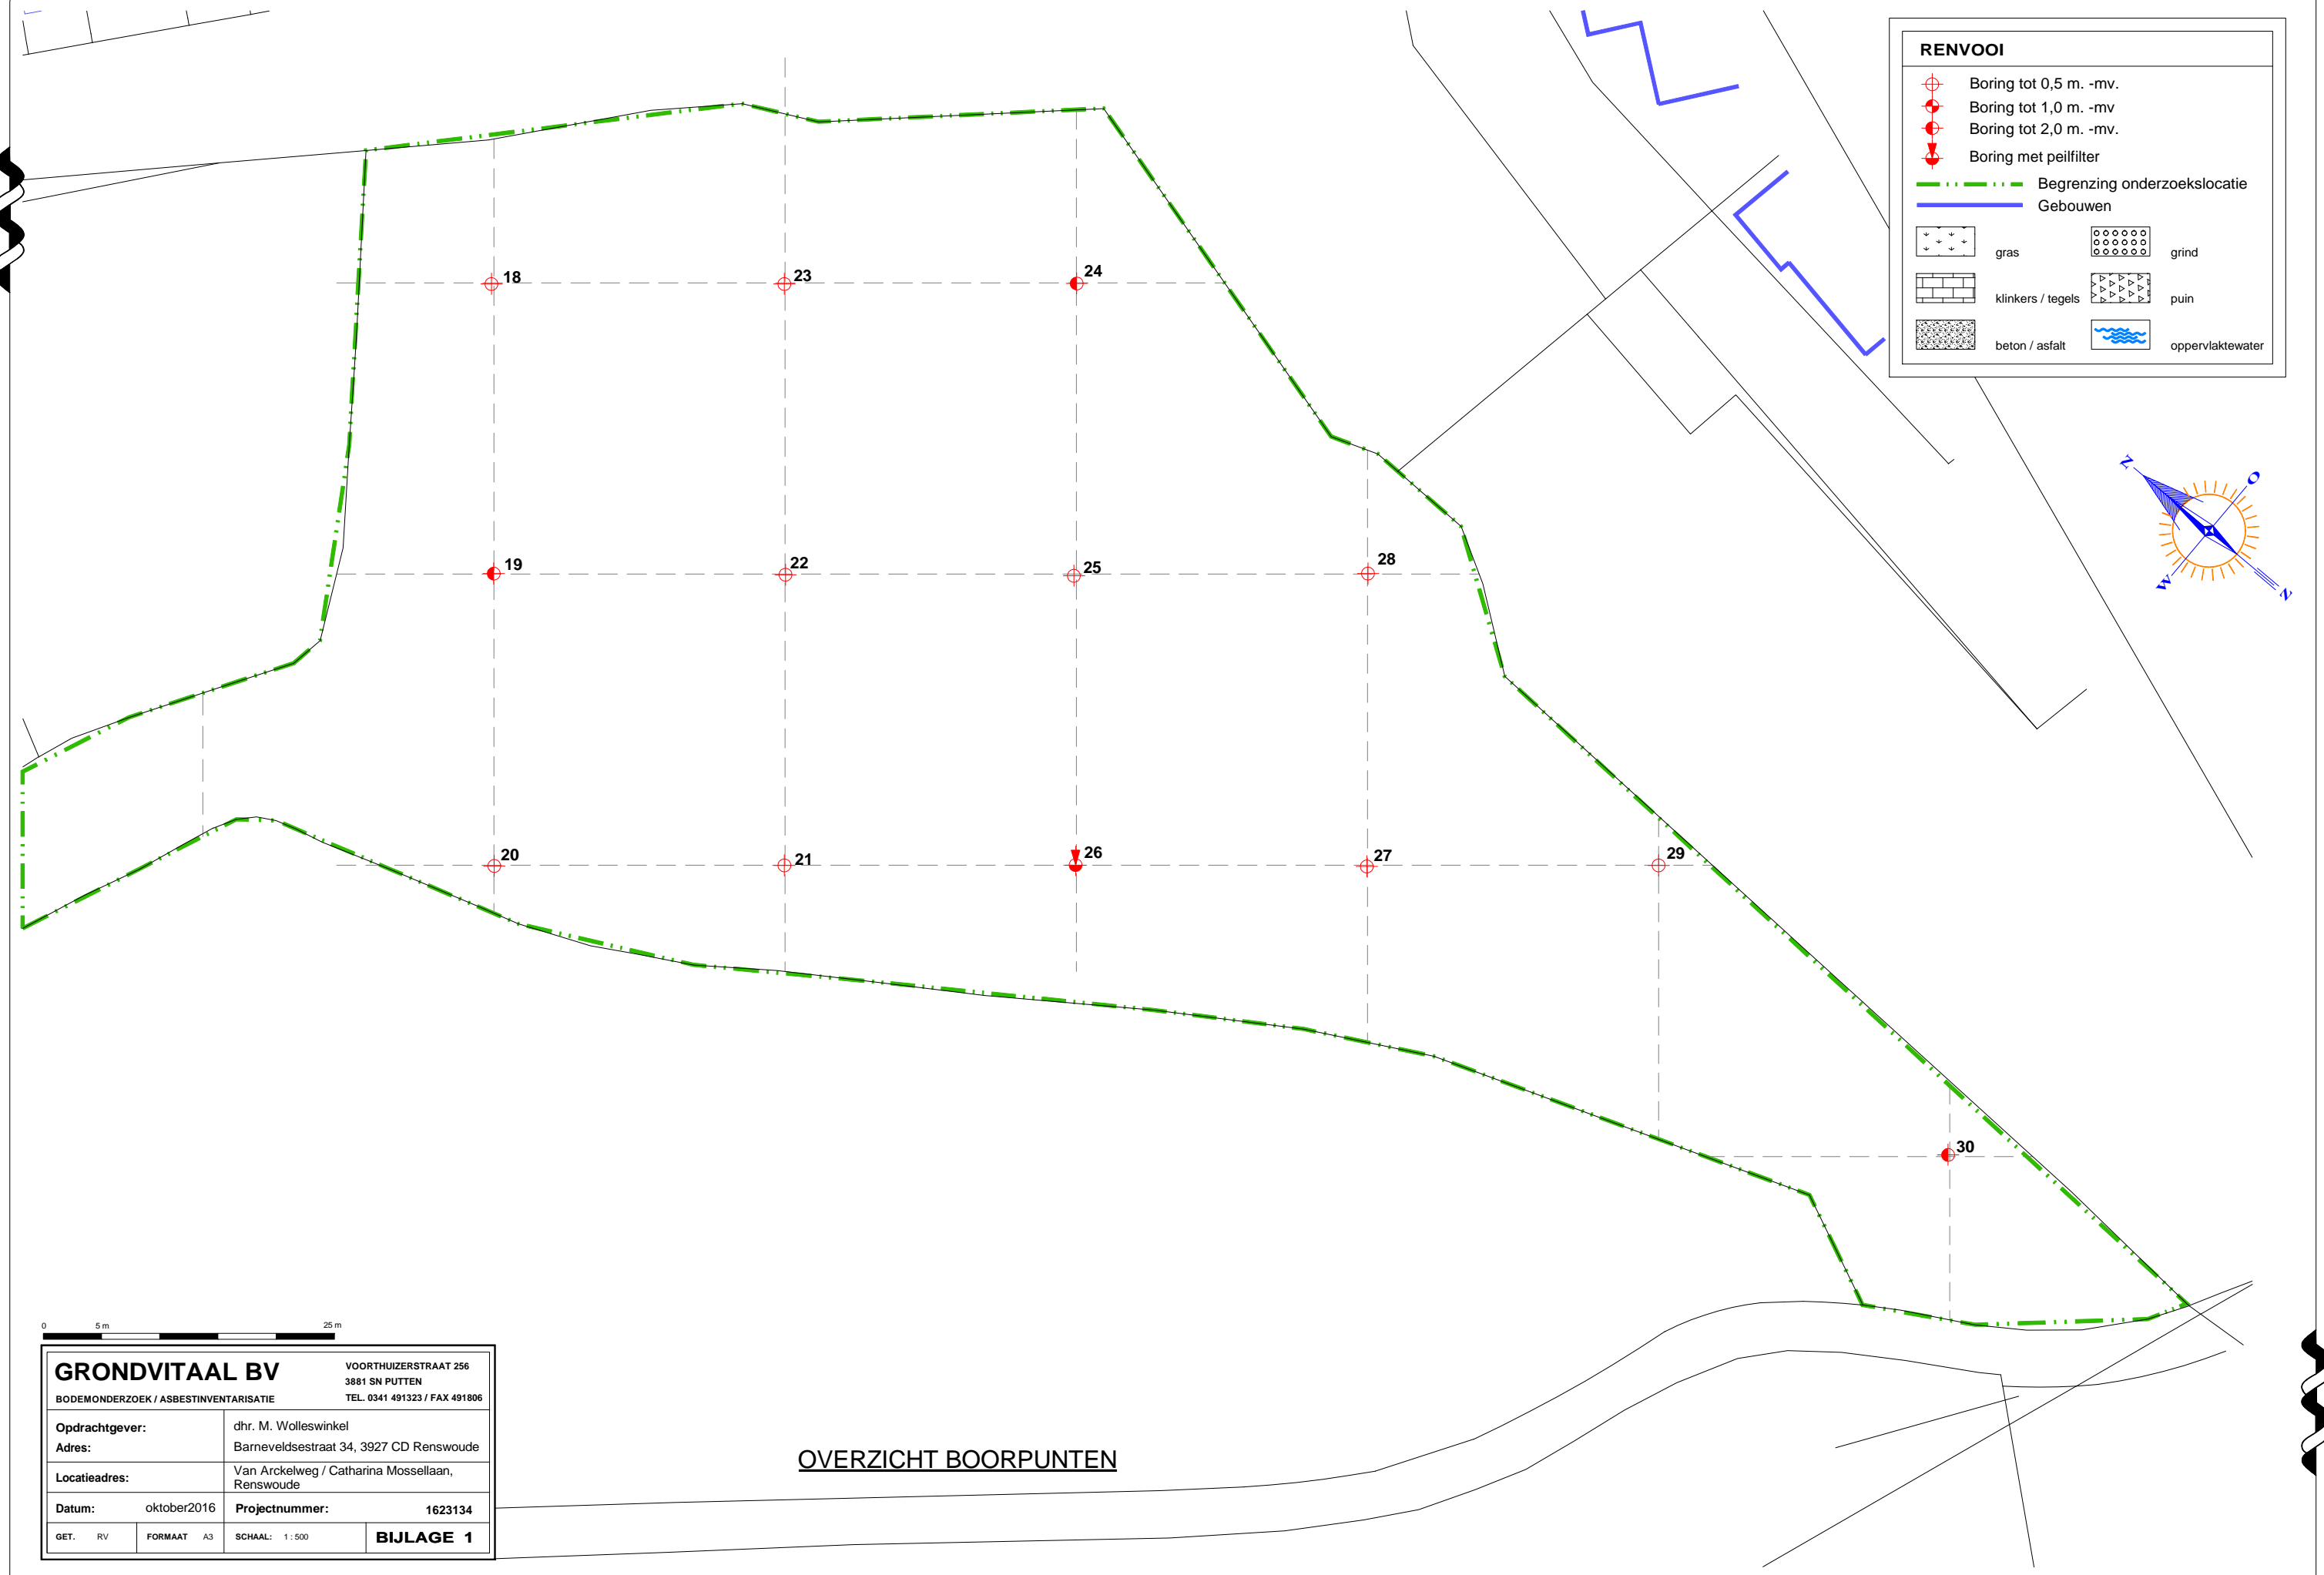 RENVOOI
Boring tot 0,5 m. -mv.
Boring tot 1,0 m. -mv
Boring tot 2,0 m. -mv.
Boring met peilfilter
Begrenzing onderzoekslocatie
Gebouwen
gras
grind
klinkers / tegels
puin
beton / asfalt
oppervlaktewater
N
O
W
Z
18
23
24
19
22
25
28
20
21
26
27
29
30
0 5 m 25 m
GRONDVITAAL BV
BODEMONDERZOEK / ASBESTINVENTARISATIE
VOORTHUIZERSTRAAT 256
3881 SN PUTTEN
TEL. 0341 491323 / FAX 491806
Opdrachtgever: dhr. M. Wolleswinkel
Adres: Barneveldsestraat 34, 3927 CD Renswoude
Locatieadres: Van Arckelweg / Catharina Mossellaan,
Renswoude
Datum: oktober2016 Projectnummer: 1623134
GET. RV FORMAAT A3 SCHAAL: 1 : 500 BIJLAGE 1
OVERZICHT BOORPUNTEN